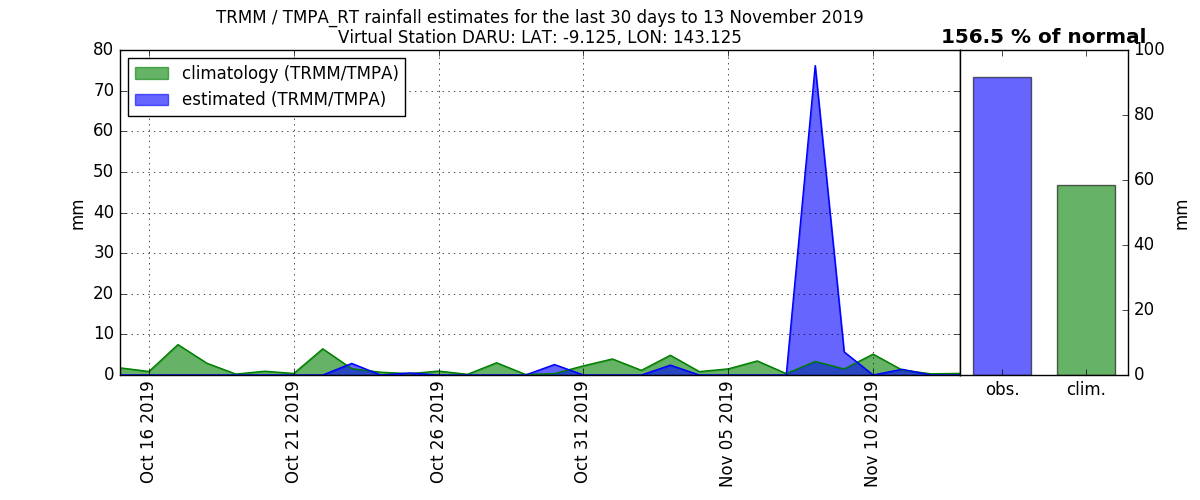 TRMM / TMPA_RT rainfall estimates for the last 30 days to 13 November 2019
Virtual Station DARU: LAT: -9.125, LON: 143.125
156.5 % of normal
climatology (TRMM/TMPA)
estimated (TRMM/TMPA)
80
70
60
50
40
30
20
10
0
mm
Oct 16 2019
Oct 21 2019
Oct 26 2019
Oct 31 2019
Nov 05 2019
Nov 10 2019
100
80
60
40
20
0
mm
obs.
clim.